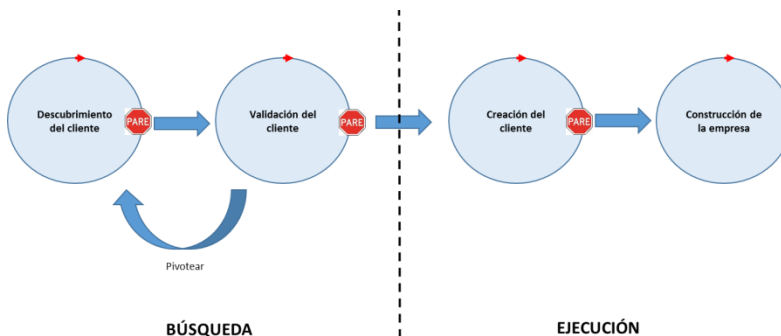 Descubrimiento
del cliente
PARE
Validación del
cliente
PARE
Creación del
cliente
PARE
Construcción de
la empresa
Pivotear
BÚSQUEDA
EJECUCIÓN